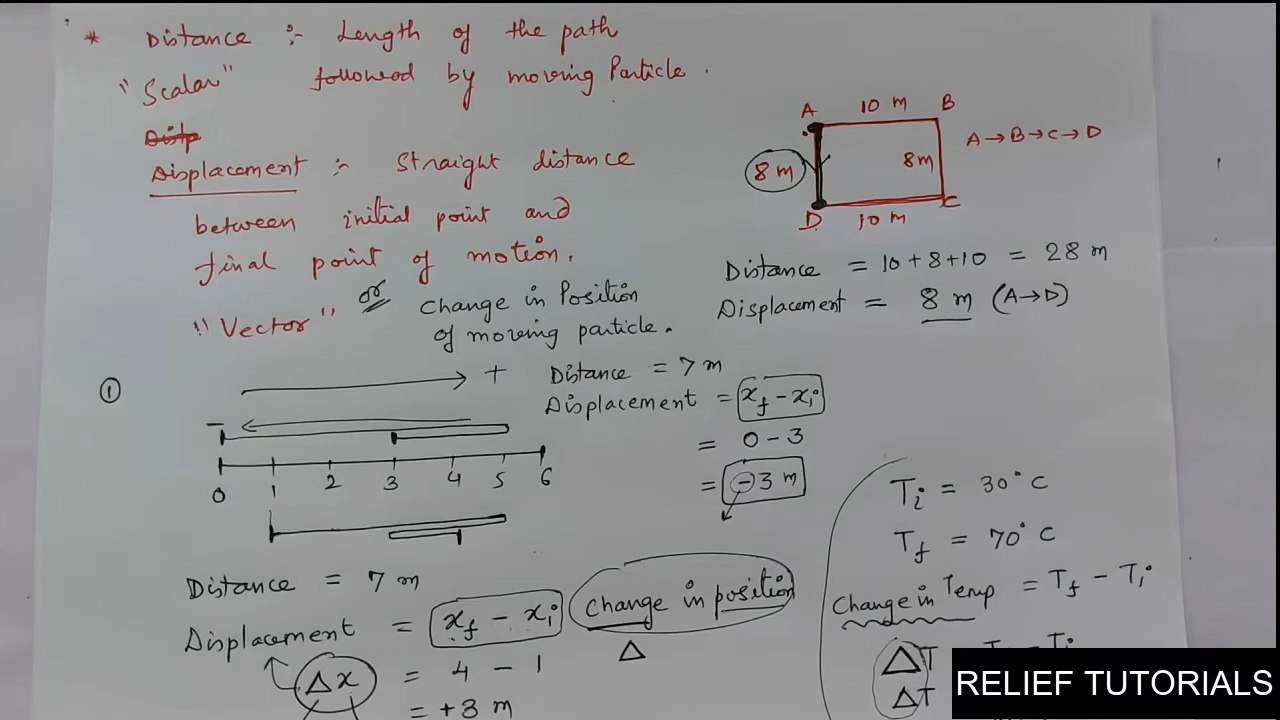 * Distance :- Length of the path
"Scalar" followed by moving Particle.
Displacement :- Straight distance
between initial point and
final point of motion.
"Vector" or Change in Position
of moving particle.
A 10 m B
8 m 8m A→B→C→D
D 10 m C
Distance = 10 + 8 + 10 = 28 m
Displacement = 8 m (A→D)
① +
−
0 1 2 3 4 5 6
Distance = 7 m
Displacement = xf - xi
= 0 - 3
= -3 m
Distance = 7 m
Displacement = xf - xi change in position
Δx = 4 - 1 Δ
= +3 m
Ti = 30°C
Tf = 70°C
Change in Temp = Tf - Ti
ΔT - Ti
ΔT
RELIEF TUTORIALS